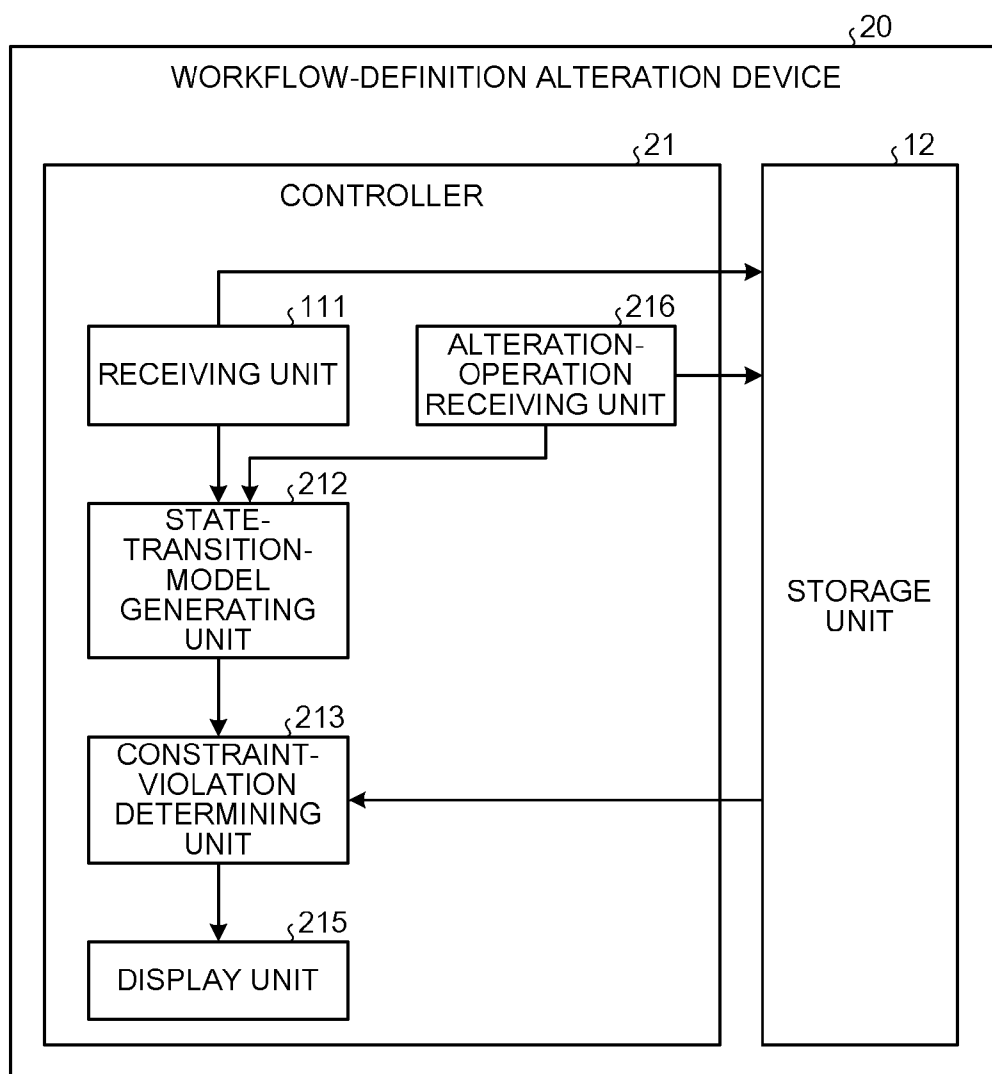 20
WORKFLOW-DEFINITION ALTERATION DEVICE
21
12
CONTROLLER
111
216
RECEIVING UNIT
ALTERATION-
OPERATION
RECEIVING UNIT
212
STATE-
TRANSITION-
MODEL
GENERATING
UNIT
STORAGE
UNIT
213
CONSTRAINT-
VIOLATION
DETERMINING
UNIT
215
DISPLAY UNIT